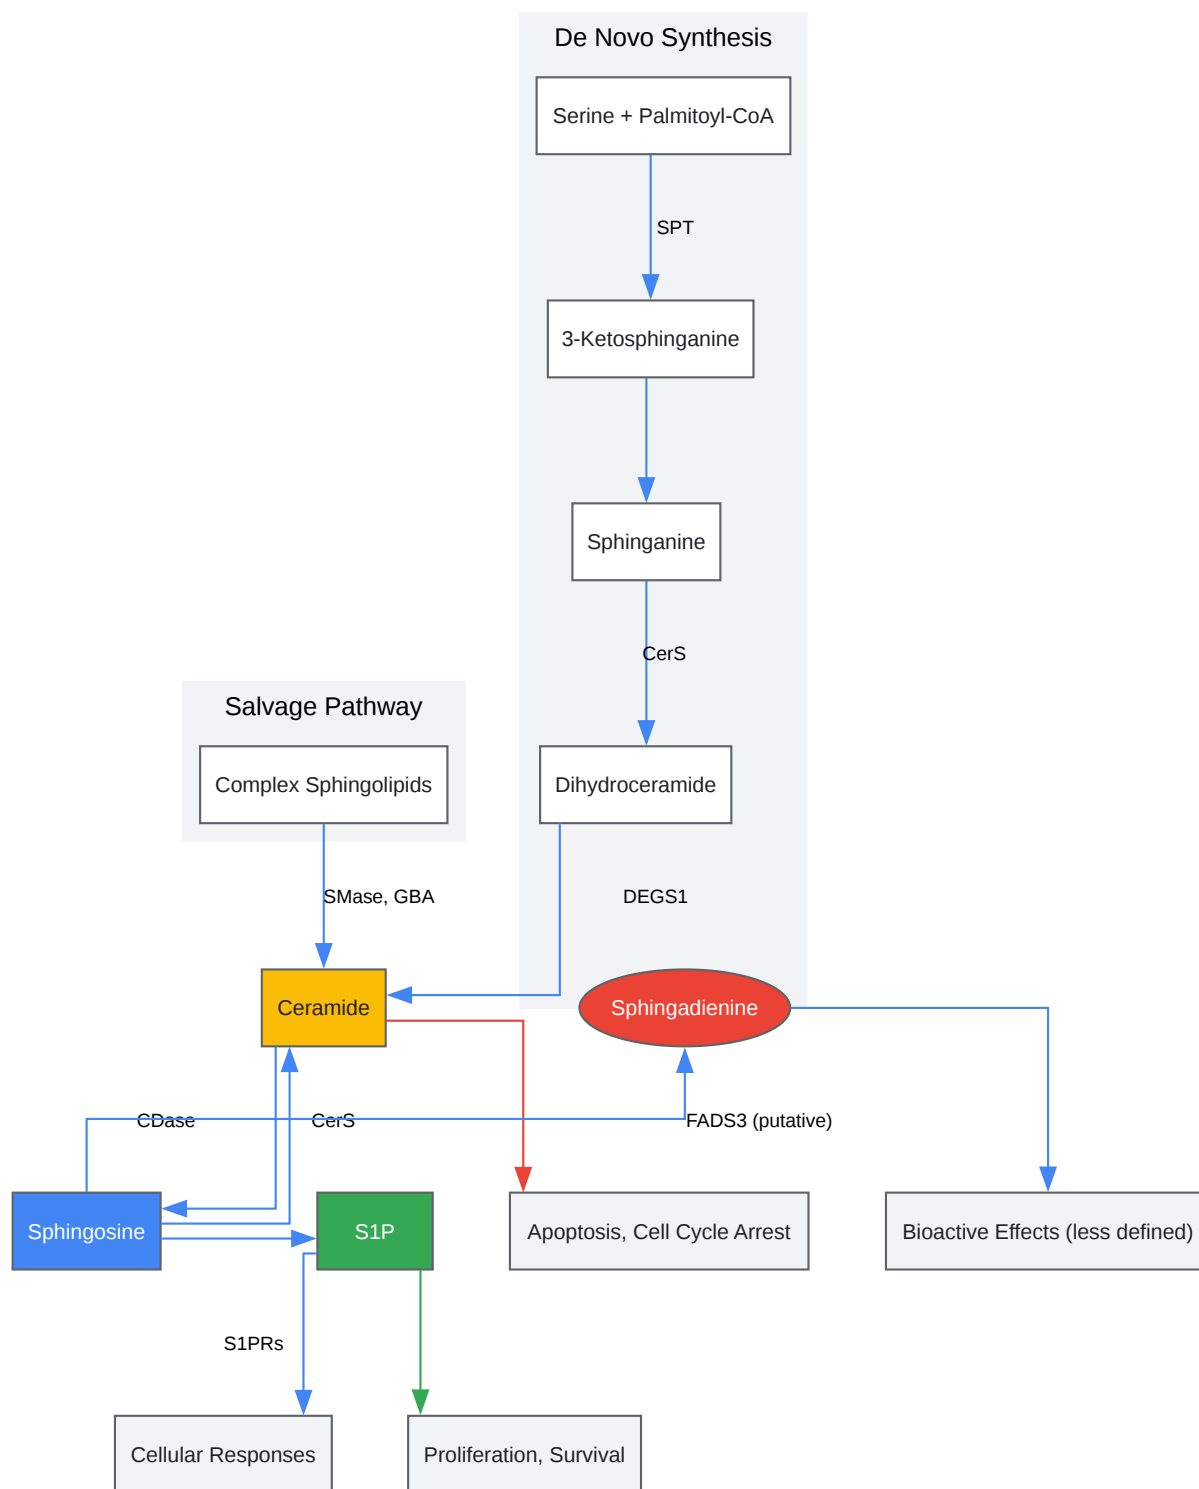 De Novo Synthesis
Serine + Palmitoyl-CoA
SPT
3-Ketosphinganine
Sphinganine
CerS
Salvage Pathway
Complex Sphingolipids
Dihydroceramide
SMase, GBA
DEGS1
Ceramide
Sphingadienine
CDase
CerS
FADS3 (putative)
Sphingosine
S1P
Apoptosis, Cell Cycle Arrest
Bioactive Effects (less defined)
S1PRs
Cellular Responses
Proliferation, Survival